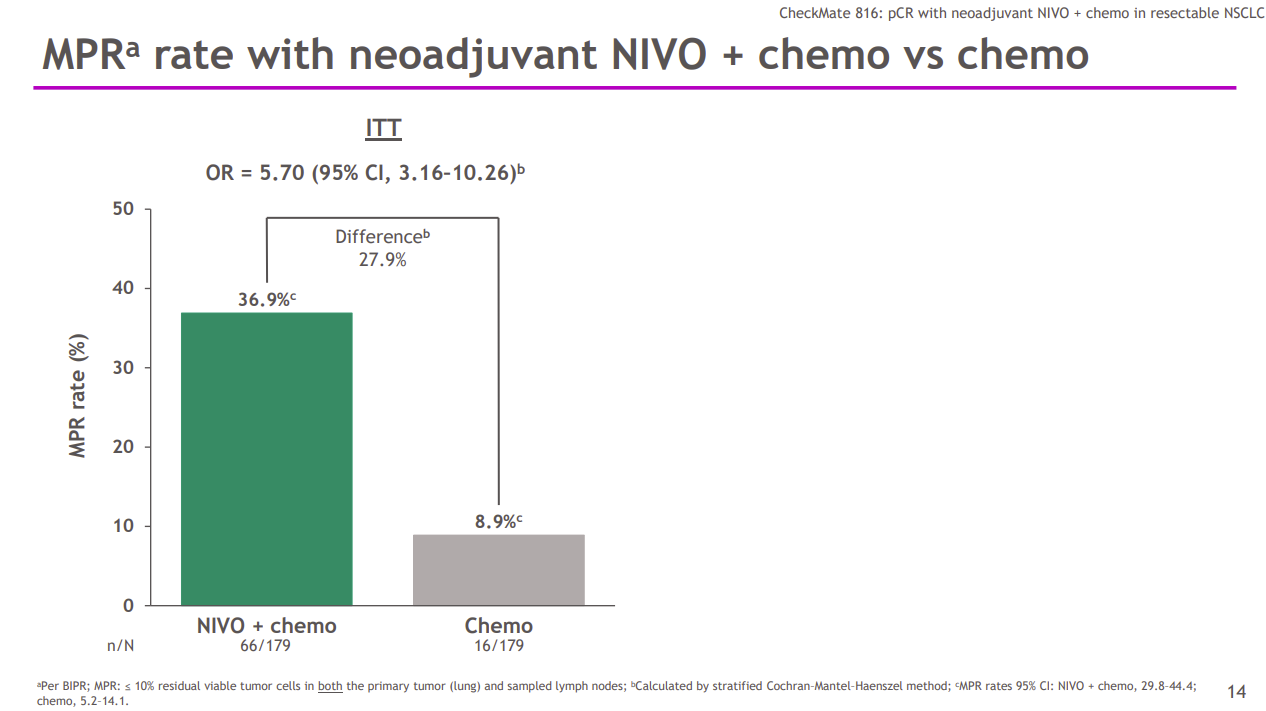 CheckMate 816: pCR with neoadjuvant NIVO + chemo in resectable NSCLC
MPRᵃ rate with neoadjuvant NIVO + chemo vs chemo
ITT
OR = 5.70 (95% CI, 3.16–10.26)ᵇ
50
Differenceᵇ
27.9%
40
36.9%ᶜ
30
MPR rate (%)
20
10
8.9%ᶜ
0
NIVO + chemo
Chemo
n/N
66/179
16/179
ᵃPer BIPR; MPR: ≤ 10% residual viable tumor cells in both the primary tumor (lung) and sampled lymph nodes; ᵇCalculated by stratified Cochran–Mantel–Haenszel method; ᶜMPR rates 95% CI: NIVO + chemo, 29.8–44.4;
chemo, 5.2–14.1.
14